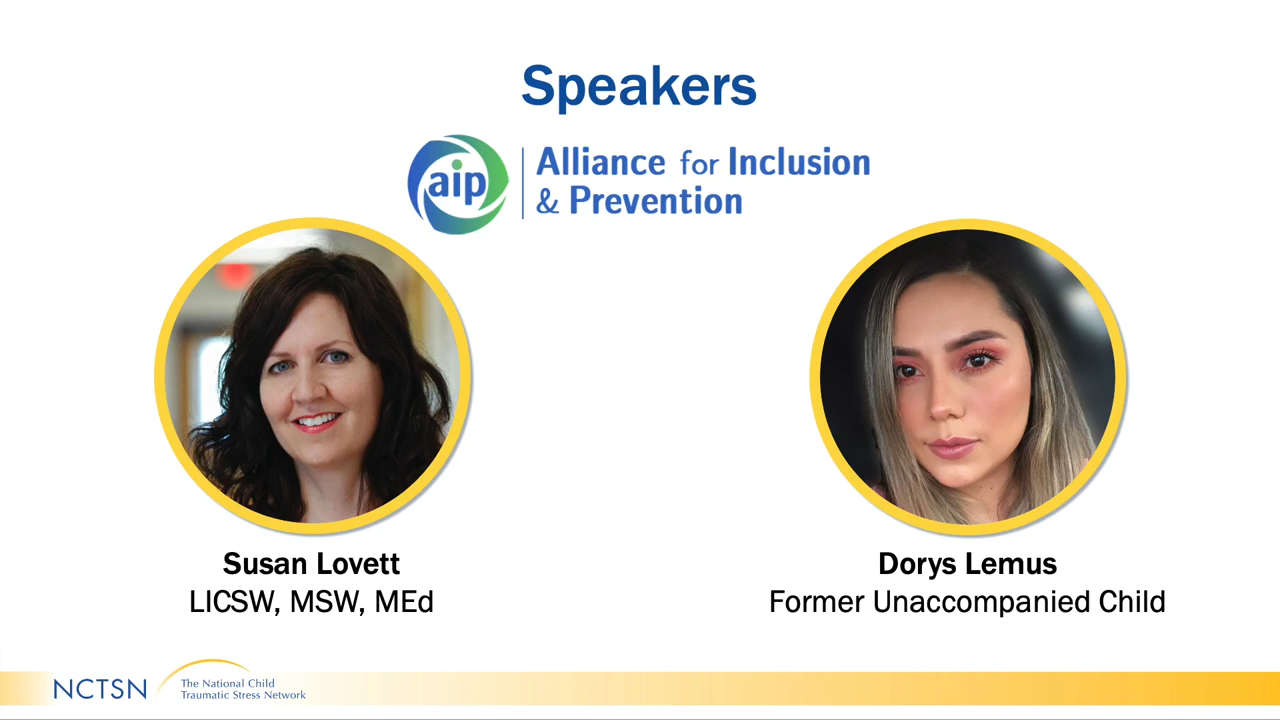 Speakers
aip
Alliance for Inclusion
& Prevention
Susan Lovett
LICSW, MSW, MEd
Dorys Lemus
Former Unaccompanied Child
NCTSN
The National Child
Traumatic Stress Network